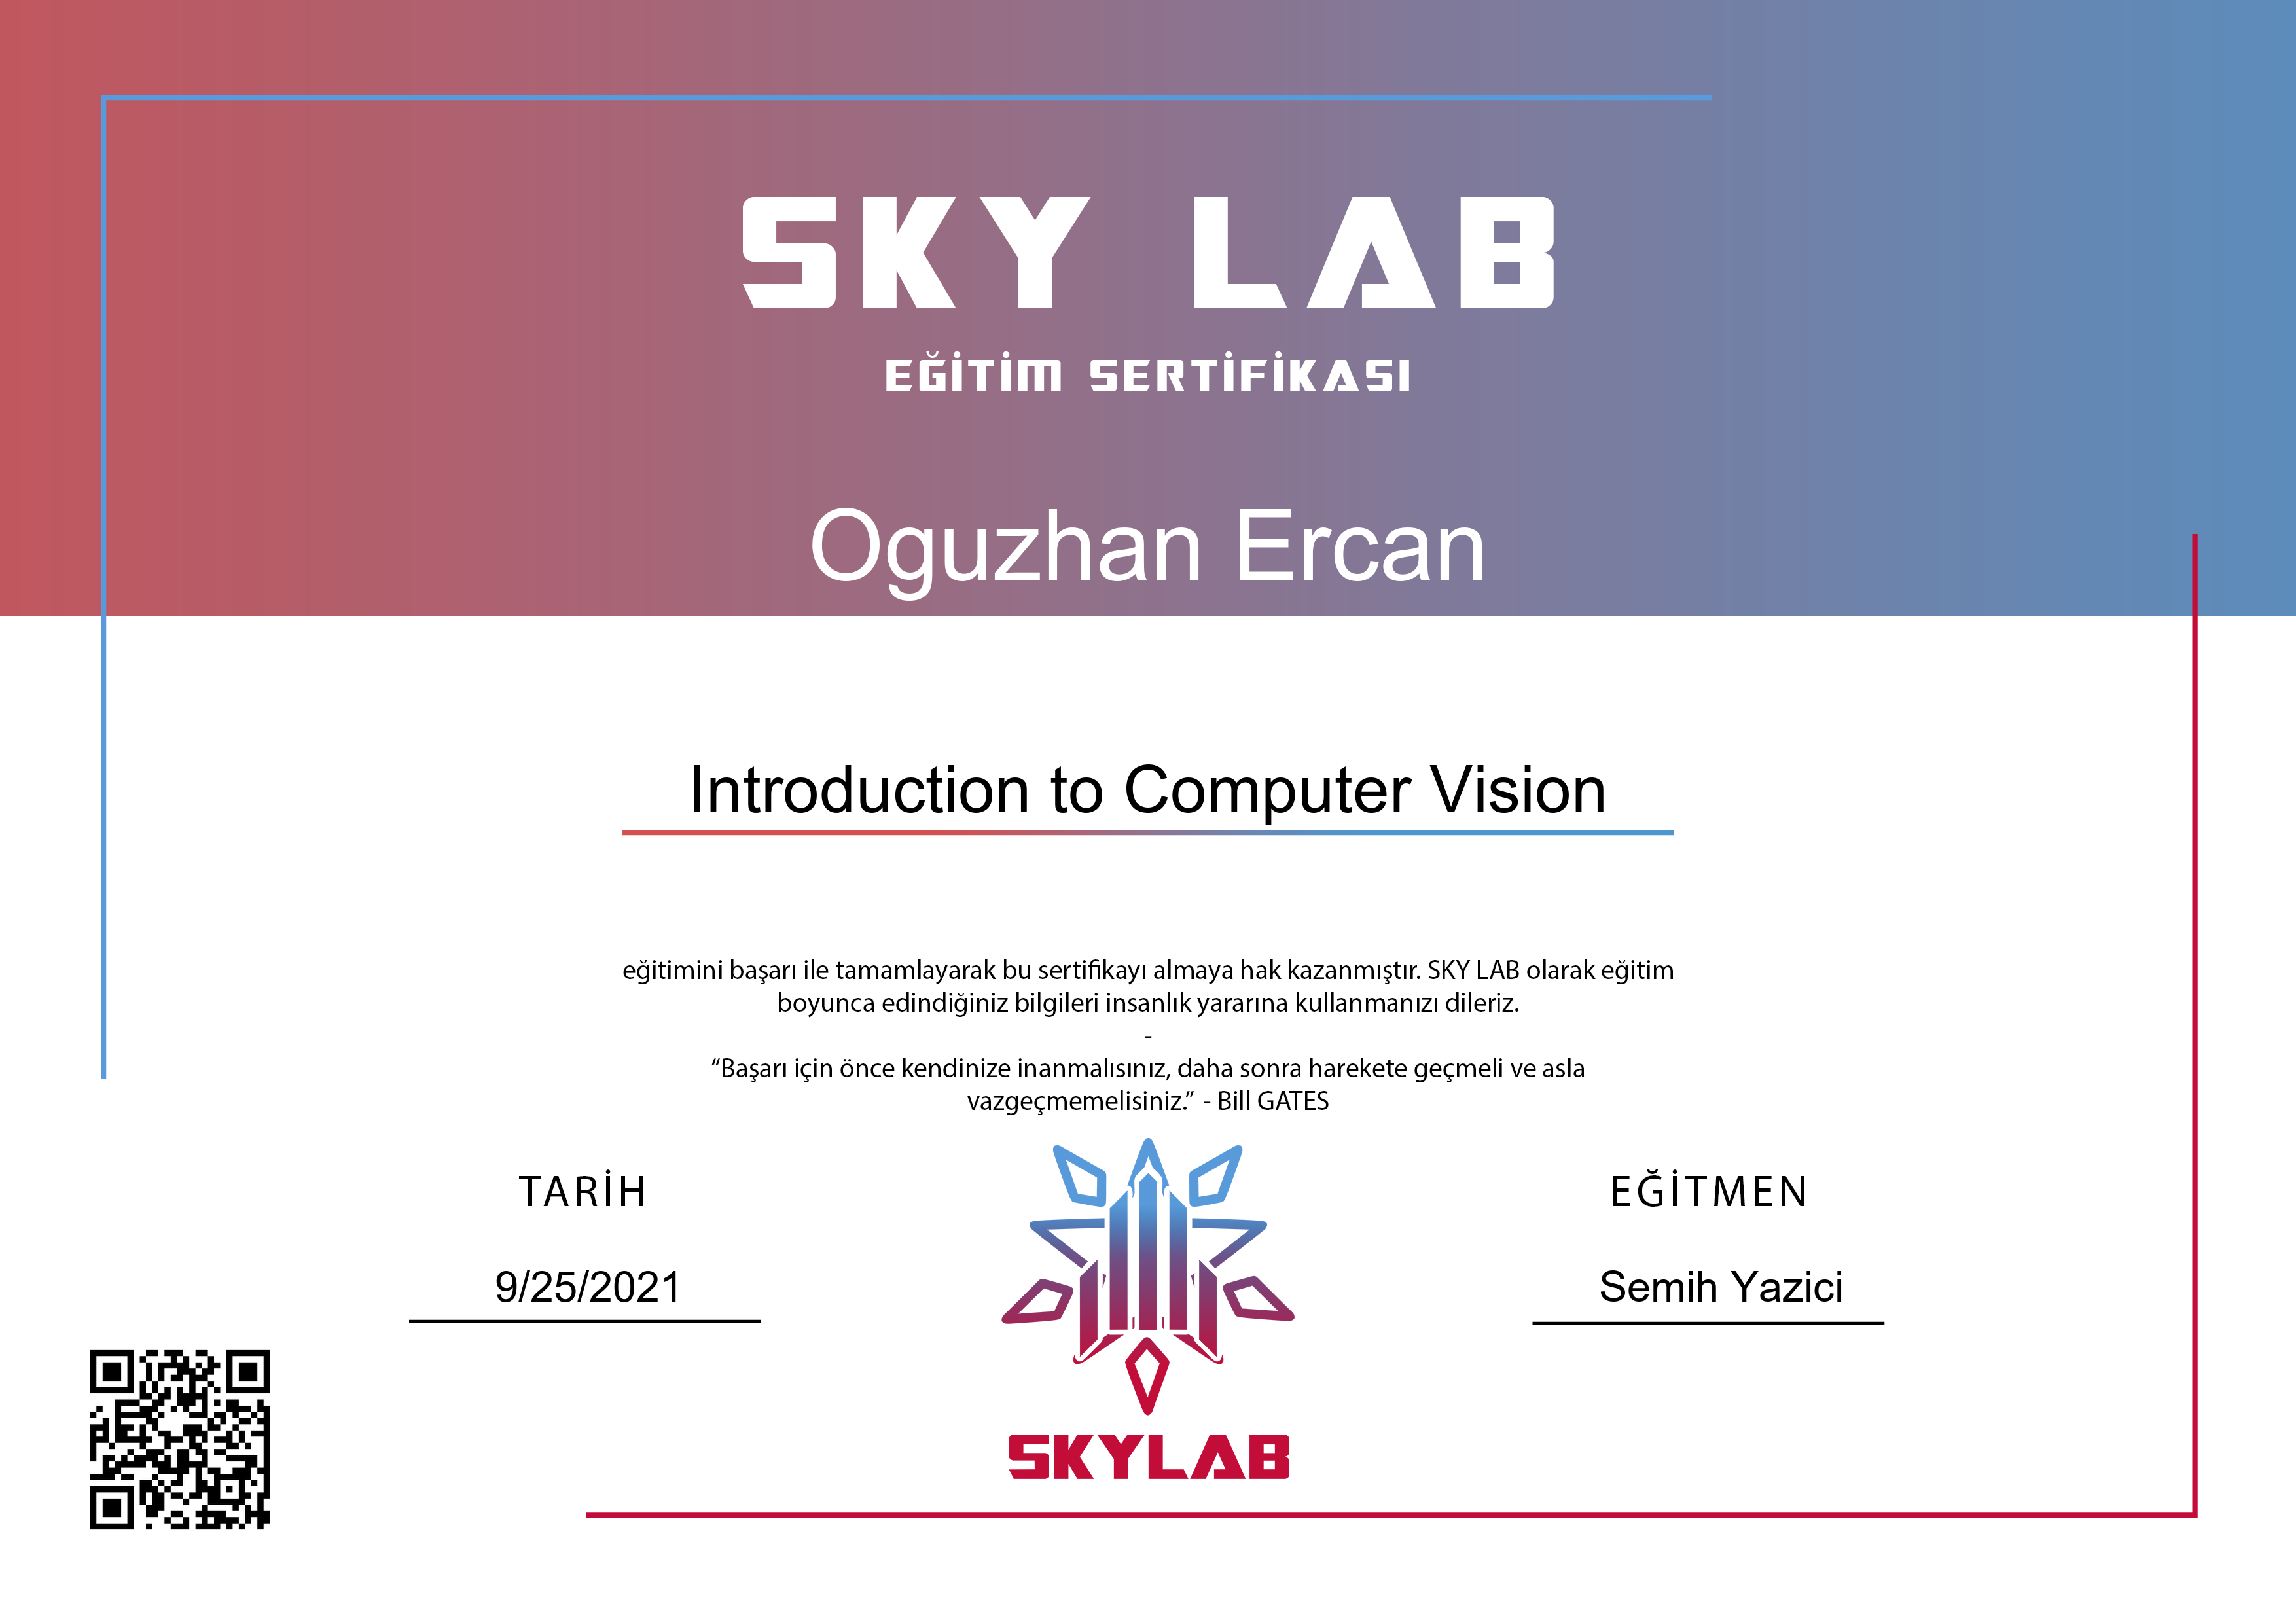 SKY LAB
EĞİTİM SERTİFİKASI
Oguzhan Ercan
Introduction to Computer Vision
eğitimini başarı ile tamamlayarak bu sertifikayı almaya hak kazanmıştır. SKY LAB olarak eğitim
boyunca edindiğiniz bilgileri insanlık yararına kullanmanızı dileriz.
-
“Başarı için önce kendinize inanmalısınız, daha sonra harekete geçmeli ve asla
vazgeçmemelisiniz.” - Bill GATES
TARİH
9/25/2021
EĞİTMEN
Semih Yazici
SKYLAB